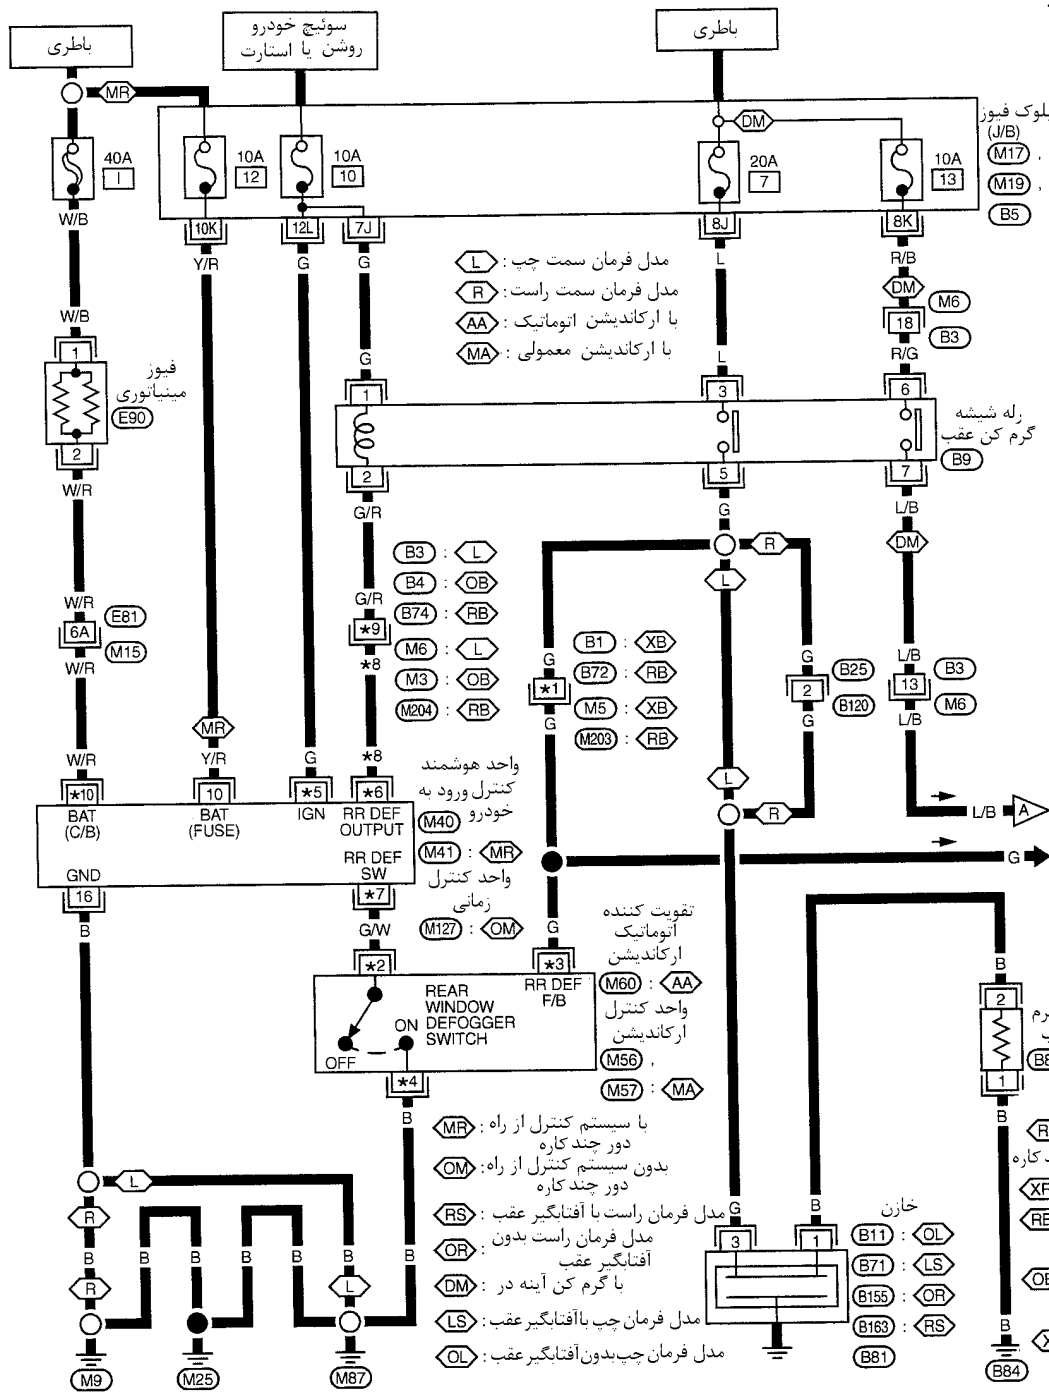 باطری
سوئیچ خودرو
روشن یا استارت
باطری
MR
DM
بلوک فیوز
(J/B)
M17 ,
M19 ,
B5
40A
I
10A
12
10A
10
20A
7
10A
13
10K
12L
7J
8J
8K
W/B
Y/R
G
G
L
R/B
L : مدل فرمان سمت چپ
R : مدل فرمان سمت راست
AA : با ارکاندیشن اتوماتیک
MA : با ارکاندیشن معمولی
DM
M6
18
B3
W/B
G
L
R/G
1
فیوز
مینیاتوری
E90
2
1
3
6
رله شیشه
گرم کن عقب
B9
2
5
7
W/R
G/R
G
L/B
B3 : L
B4 : OB
B74 : RB
M6 : L
M3 : OB
M204 : RB
R
DM
L
W/R
G/R
E81
6A
M15
*9
*8
W/R
B1 : XB
B72 : RB
M5 : XB
M203 : RB
G
*1
G
G
2
G
B25
B120
L/B
13
L/B
B3
M6
MR
L
W/R
Y/R
G
*8
*10
10
*5
*6
BAT
(C/B)
BAT
(FUSE)
IGN
RR DEF
OUTPUT
RR DEF
SW
GND
16
*7
واحد هوشمند
کنترل ورود به
خودرو
M40
M41 : MR
واحد کنترل
زمانی
M127 : OM
R
L/B
A
G
B
G/W
G
*2
*3
REAR
WINDOW
DEFOGGER
SWITCH
RR DEF
F/B
ON
OFF
*4
تقویت کننده
اتوماتیک
ارکاندیشن
M60 : AA
واحد کنترل
ارکاندیشن
M56 ,
M57 : MA
B
2
1
B
B
MR : با سیستم کنترل از راه
دور چند کاره
OM : بدون سیستم کنترل از راه
دور چند کاره
RS : مدل فرمان راست با آفتابگیر عقب
OR : مدل فرمان راست بدون
آفتابگیر عقب
DM : با گرم کن آینه در
LS : مدل فرمان چپ با آفتابگیر عقب
OL : مدل فرمان چپ بدون آفتابگیر عقب
L
R
B
B
B
B
B
B
R
L
M9
M25
M87
G
B
3
1
خازن
B11 : OL
B71 : LS
B155 : OR
B163 : RS
B81
B
B84